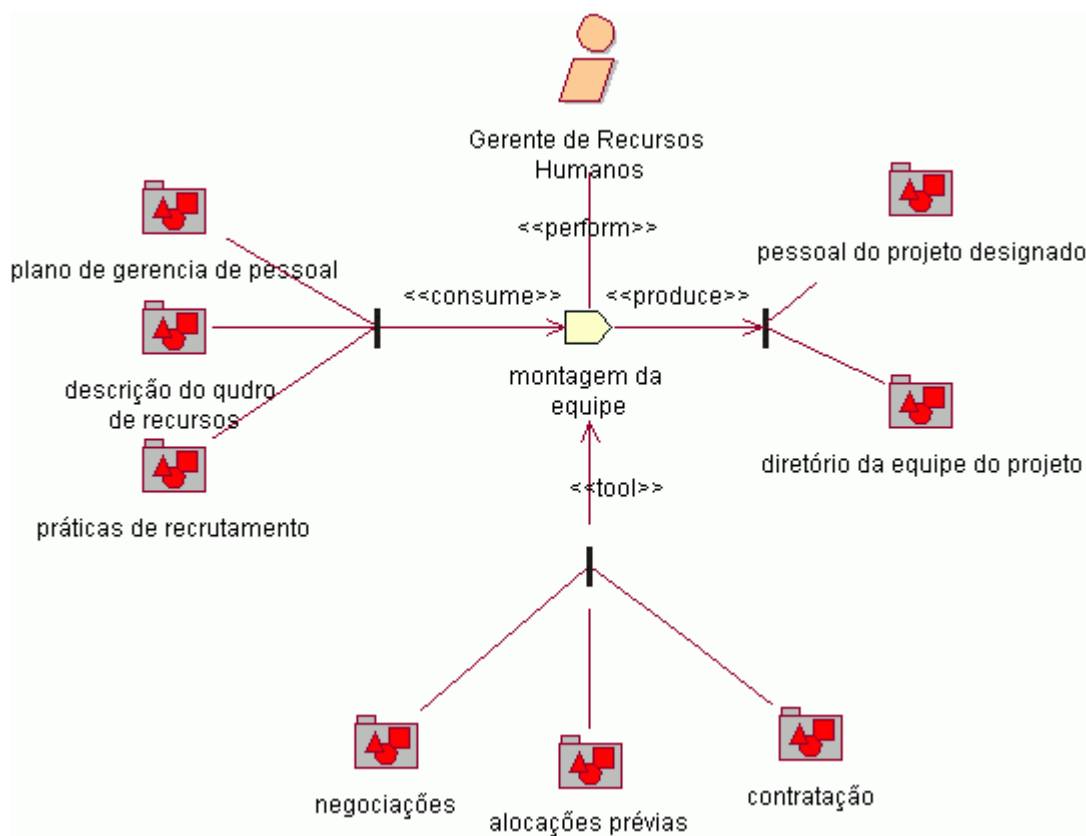 Gerente de Recursos
Humanos
<<perform>>
pessoal do projeto designado
plano de gerencia de pessoal
<<consume>>
<<produce>>
descrição do qudro
de recursos
montagem da
equipe
diretório da equipe do projeto
<<tool>>
práticas de recrutamento
negociações
alocações prévias
contratação